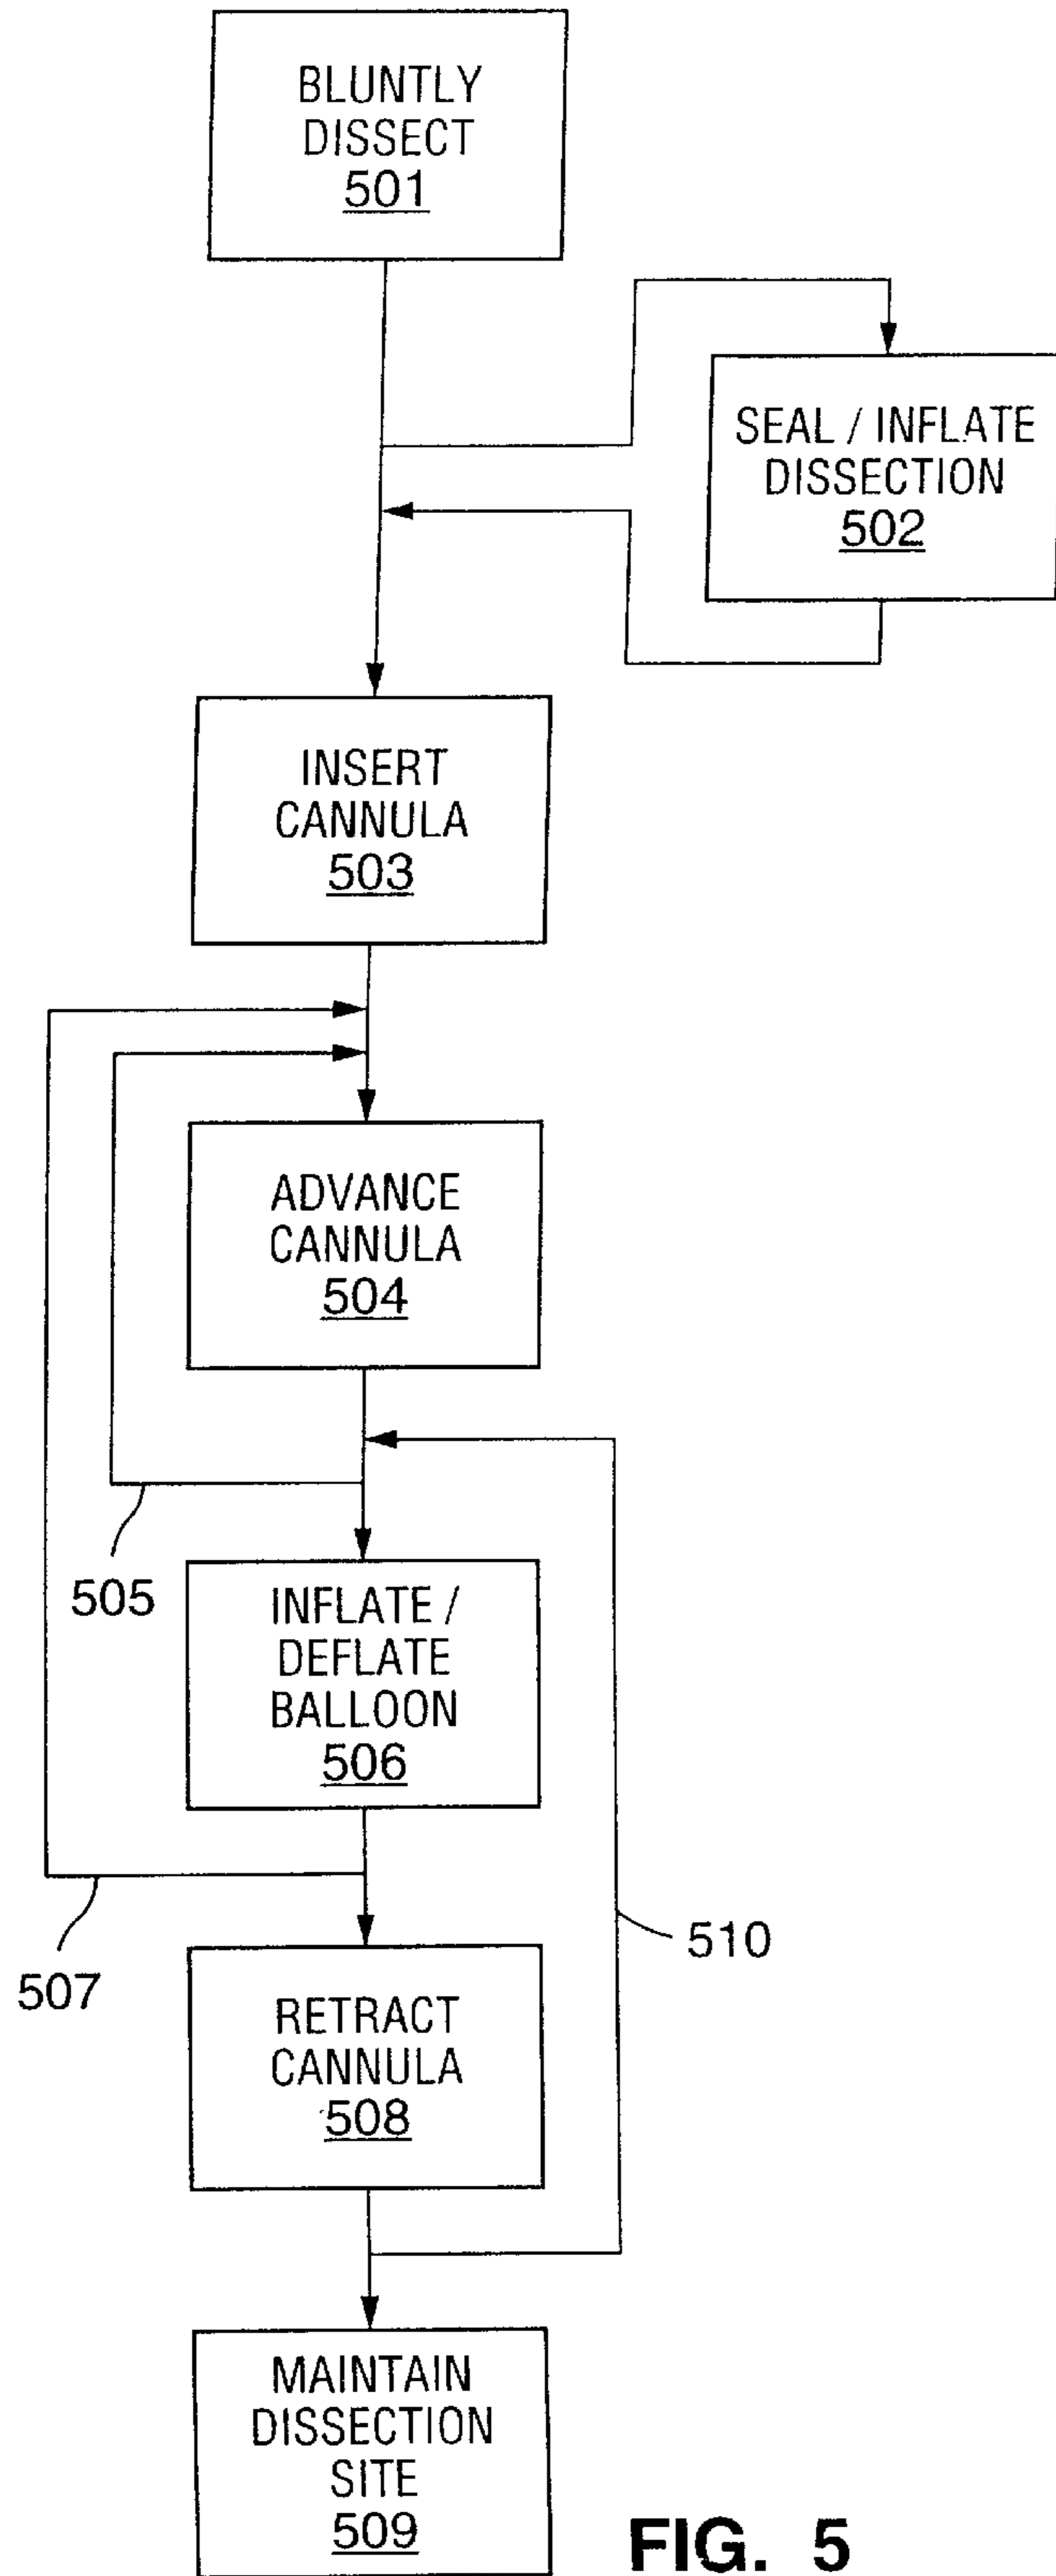 BLUNTLY
DISSECT
501
SEAL / INFLATE
DISSECTION
502
INSERT
CANNULA
503
ADVANCE
CANNULA
504
505
INFLATE /
DEFLATE
BALLOON
506
507
510
RETRACT
CANNULA
508
MAINTAIN
DISSECTION
SITE
509
FIG. 5